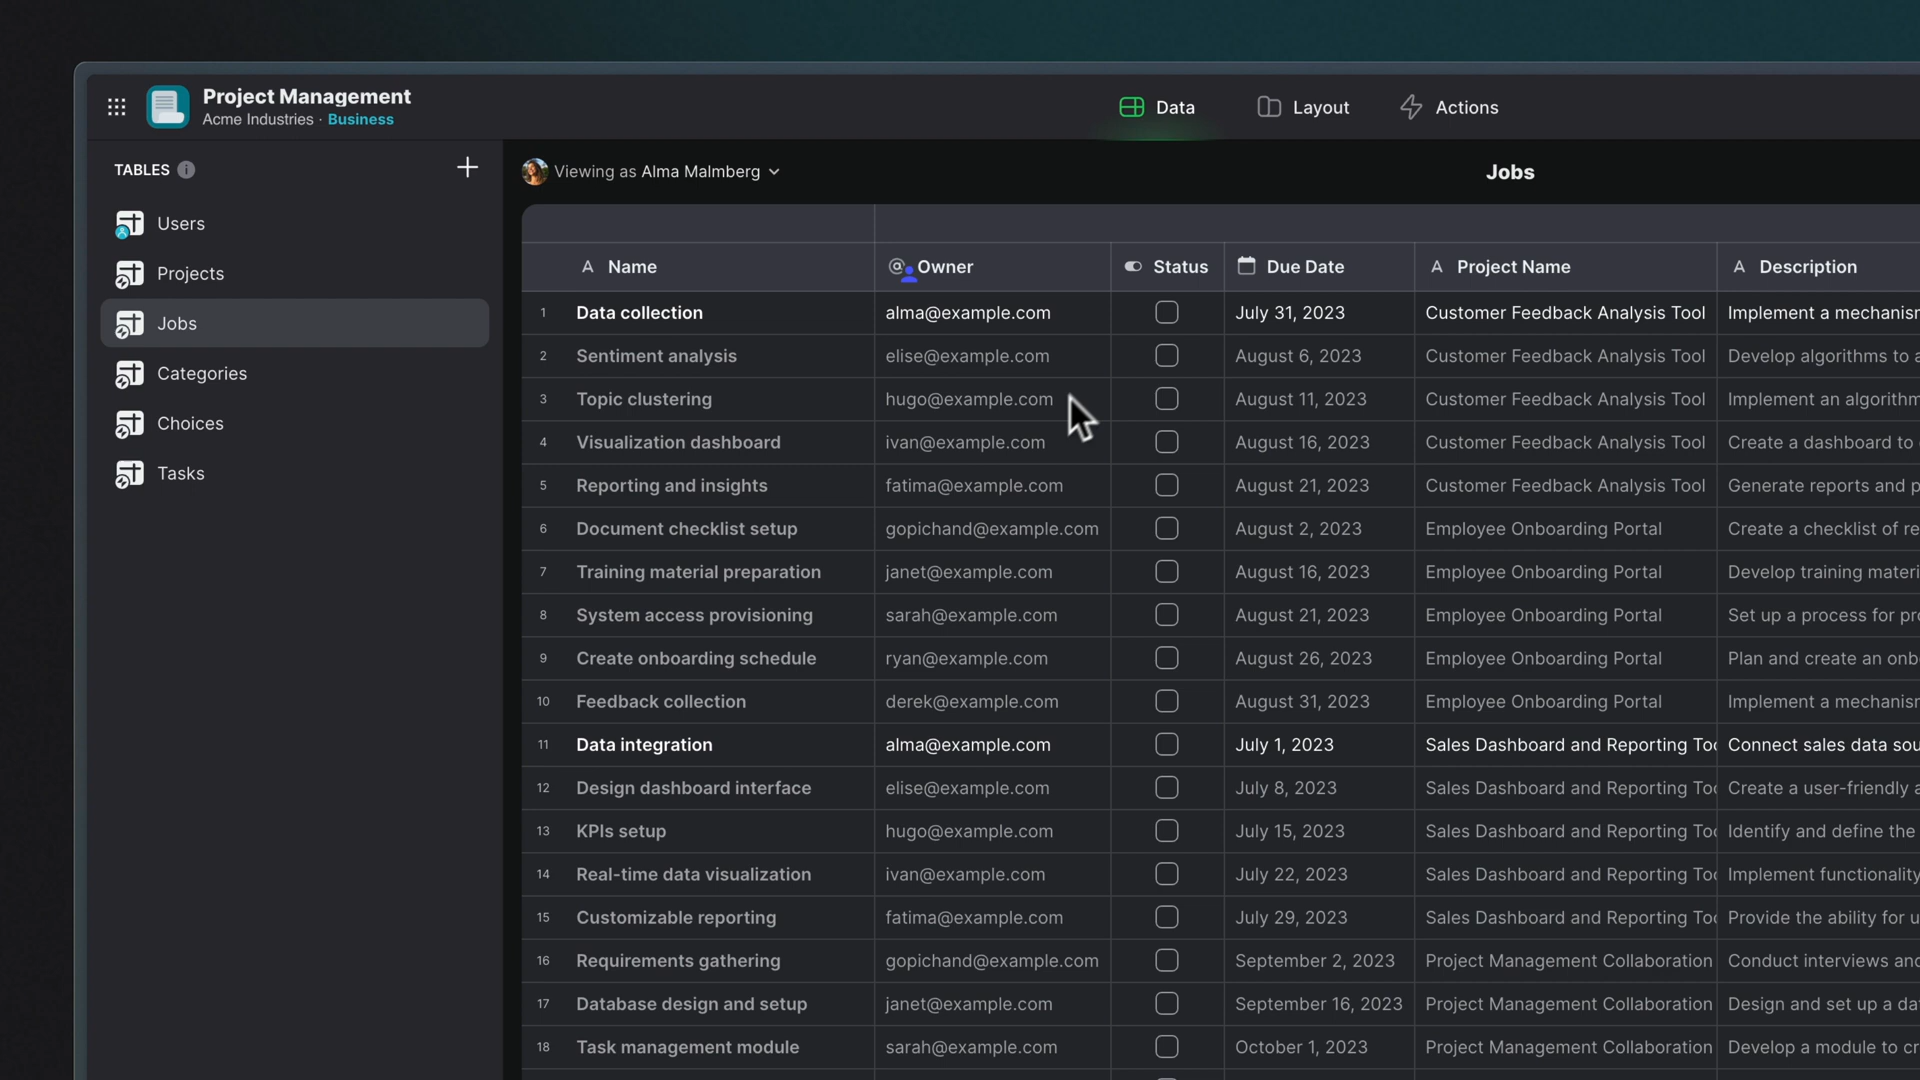 Project Management
Acme Industries · Business
Data
Layout
Actions
TABLES
Users
Projects
Jobs
Categories
Choices
Tasks
Viewing as Alma Malmberg
Jobs
Name Owner Status Due Date Project Name Description
1 Data collection alma@example.com July 31, 2023 Customer Feedback Analysis Tool Implement a mechanism
2 Sentiment analysis elise@example.com August 6, 2023 Customer Feedback Analysis Tool Develop algorithms to a
3 Topic clustering hugo@example.com August 11, 2023 Customer Feedback Analysis Tool Implement an algorithm
4 Visualization dashboard ivan@example.com August 16, 2023 Customer Feedback Analysis Tool Create a dashboard to
5 Reporting and insights fatima@example.com August 21, 2023 Customer Feedback Analysis Tool Generate reports and p
6 Document checklist setup gopichand@example.com August 2, 2023 Employee Onboarding Portal Create a checklist of re
7 Training material preparation janet@example.com August 16, 2023 Employee Onboarding Portal Develop training materi
8 System access provisioning sarah@example.com August 21, 2023 Employee Onboarding Portal Set up a process for pro
9 Create onboarding schedule ryan@example.com August 26, 2023 Employee Onboarding Portal Plan and create an onb
10 Feedback collection derek@example.com August 31, 2023 Employee Onboarding Portal Implement a mechanism
11 Data integration alma@example.com July 1, 2023 Sales Dashboard and Reporting Too Connect sales data sou
12 Design dashboard interface elise@example.com July 8, 2023 Sales Dashboard and Reporting Too Create a user-friendly a
13 KPIs setup hugo@example.com July 15, 2023 Sales Dashboard and Reporting Too Identify and define the
14 Real-time data visualization ivan@example.com July 22, 2023 Sales Dashboard and Reporting Too Implement functionality
15 Customizable reporting fatima@example.com July 29, 2023 Sales Dashboard and Reporting Too Provide the ability for u
16 Requirements gathering gopichand@example.com September 2, 2023 Project Management Collaboration Conduct interviews and
17 Database design and setup janet@example.com September 16, 2023 Project Management Collaboration Design and set up a da
18 Task management module sarah@example.com October 1, 2023 Project Management Collaboration Develop a module to cr